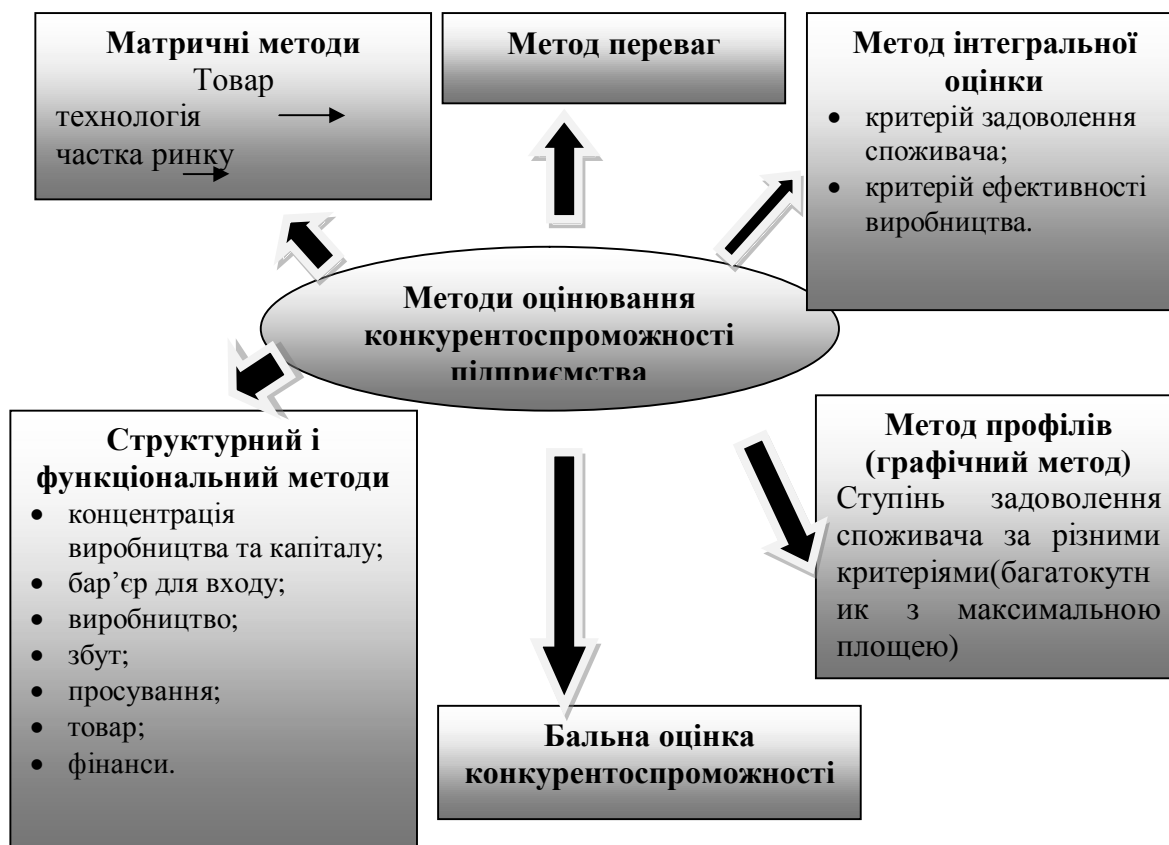 Матричні методи
Товар
технологія
частка ринку
Метод переваг
Метод інтегральної
оцінки
• критерій задоволення
споживача;
• критерій ефективності
виробництва.
Методи оцінювання
конкурентоспроможності
підприємства
Структурний і
функціональний методи
• концентрація
виробництва та капіталу;
• бар’єр для входу;
• виробництво;
• збут;
• просування;
• товар;
• фінанси.
Метод профілів
(графічний метод)
Ступінь задоволення
споживача за різними
критеріями(багатокутн
ик з максимальною
площею)
Бальна оцінка
конкурентоспроможності